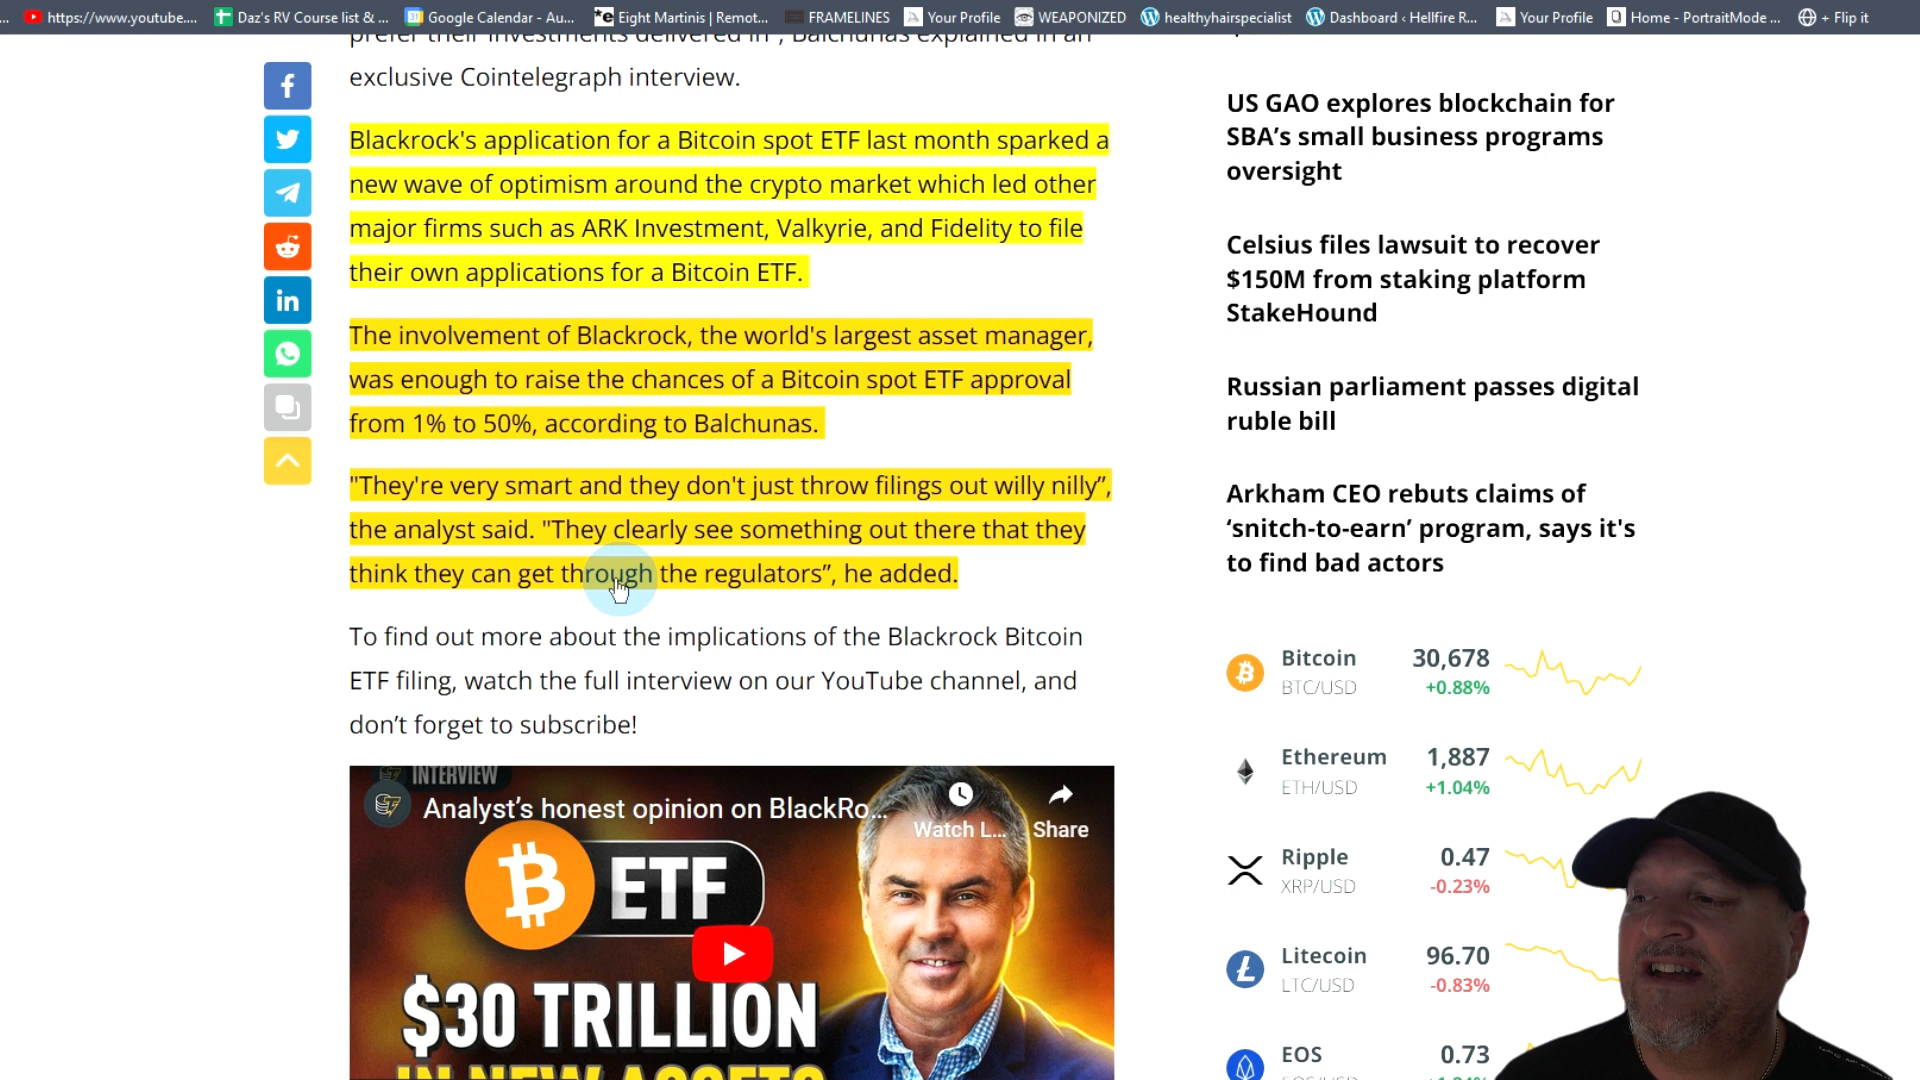 https://www.youtube....
Daz's RV Course list & ...
Google Calendar - Au...
Eight Martinis | Remot...
FRAMELINES
Your Profile
WEAPONIZED
healthyhairspecialist
Dashboard ‹ Hellfire R...
Your Profile
Home - PortraitMode ...
+ Flip it
prefer their investments delivered in", Balchunas explained in an
exclusive Cointelegraph interview.
Blackrock's application for a Bitcoin spot ETF last month sparked a
new wave of optimism around the crypto market which led other
major firms such as ARK Investment, Valkyrie, and Fidelity to file
their own applications for a Bitcoin ETF.
The involvement of Blackrock, the world's largest asset manager,
was enough to raise the chances of a Bitcoin spot ETF approval
from 1% to 50%, according to Balchunas.
"They're very smart and they don't just throw filings out willy nilly”,
the analyst said. "They clearly see something out there that they
think they can get through the regulators”, he added.
To find out more about the implications of the Blackrock Bitcoin
ETF filing, watch the full interview on our YouTube channel, and
don’t forget to subscribe!
INTERVIEW
Analyst’s honest opinion on BlackRo...
Watch L...
Share
ETF
$30 TRILLION
IN NEW ASSETS
US GAO explores blockchain for
SBA’s small business programs
oversight
Celsius files lawsuit to recover
$150M from staking platform
StakeHound
Russian parliament passes digital
ruble bill
Arkham CEO rebuts claims of
‘snitch-to-earn’ program, says it's
to find bad actors
Bitcoin 30,678
BTC/USD +0.88%
Ethereum 1,887
ETH/USD +1.04%
Ripple 0.47
XRP/USD -0.23%
Litecoin 96.70
LTC/USD -0.83%
EOS 0.73